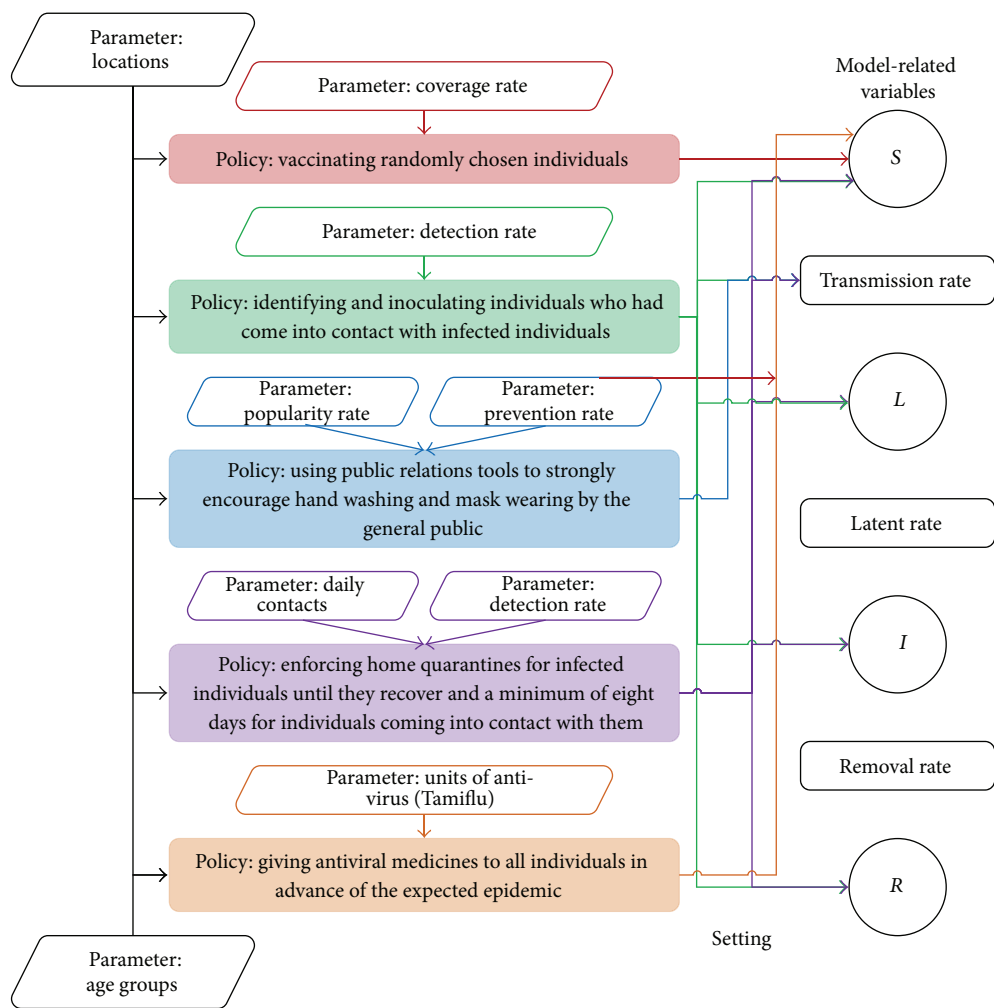 Parameter:
locations
Model-related
variables
Parameter: coverage rate
Policy: vaccinating randomly chosen individuals
S
Parameter: detection rate
Transmission rate
Policy: identifying and inoculating individuals who had
come into contact with infected individuals
Parameter:
popularity rate
Parameter:
prevention rate
L
Policy: using public relations tools to strongly
encourage hand washing and mask wearing by the
general public
Latent rate
Parameter: daily
contacts
Parameter:
detection rate
I
Policy: enforcing home quarantines for infected
individuals until they recover and a minimum of eight
days for individuals coming into contact with them
Removal rate
Parameter: units of anti-
virus (Tamiflu)
Policy: giving antiviral medicines to all individuals in
advance of the expected epidemic
R
Setting
Parameter:
age groups